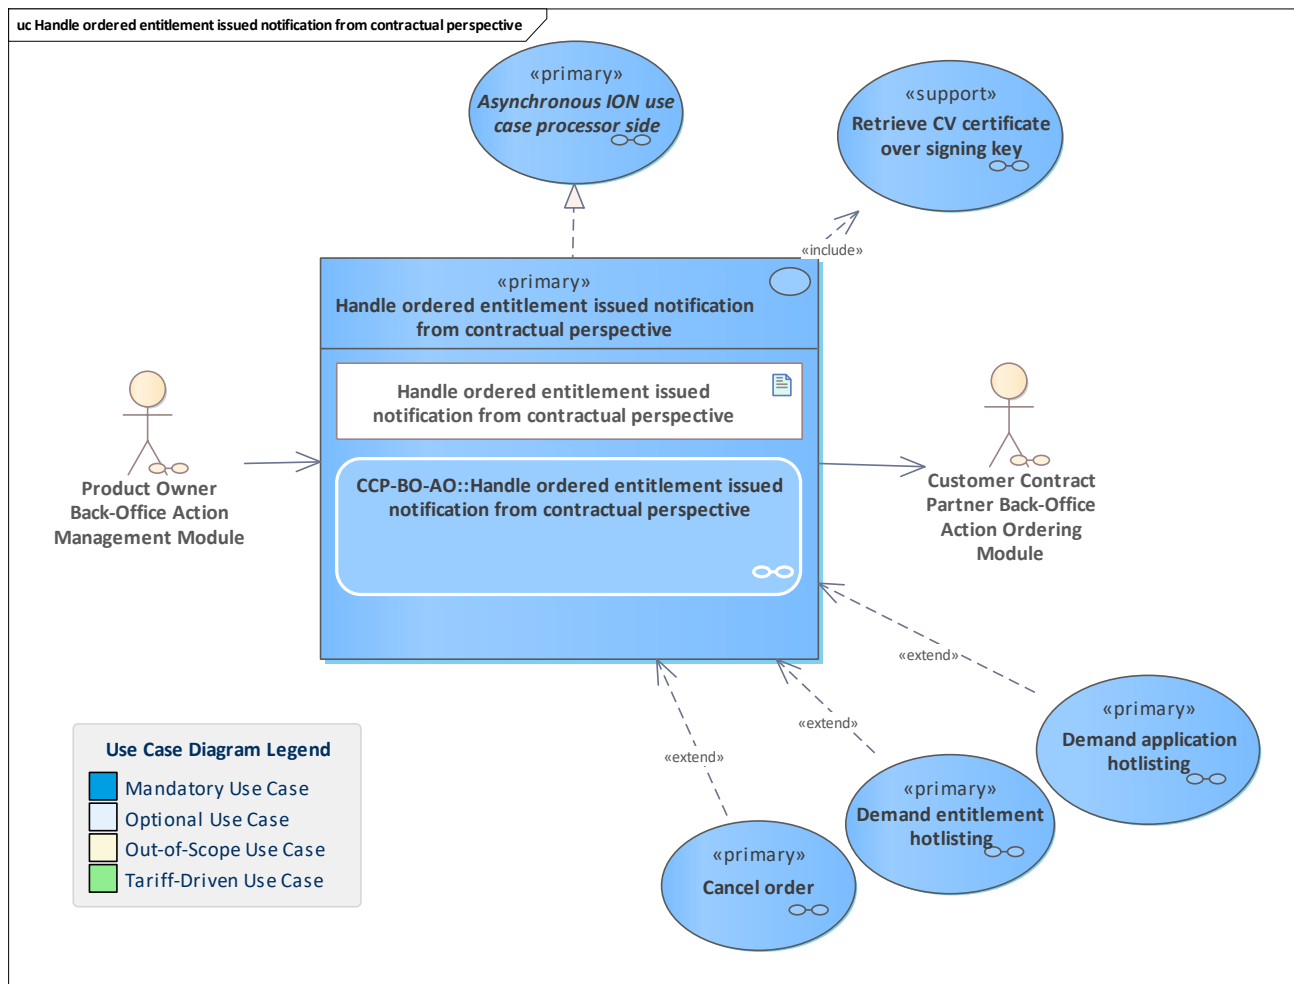 uc Handle ordered entitlement issued notification from contractual perspective
«primary»
Asynchronous ION use
case processor side
«support»
Retrieve CV certificate
over signing key
«include»
«primary»
Handle ordered entitlement issued notification
from contractual perspective
Handle ordered entitlement issued
notification from contractual perspective
CCP-BO-AO::Handle ordered entitlement issued
notification from contractual perspective
Product Owner
Back-Office Action
Management Module
Customer Contract
Partner Back-Office
Action Ordering
Module
«extend»
«extend»
«extend»
«primary»
Demand application
hotlisting
«primary»
Demand entitlement
hotlisting
«primary»
Cancel order
Use Case Diagram Legend
Mandatory Use Case
Optional Use Case
Out-of-Scope Use Case
Tariff-Driven Use Case